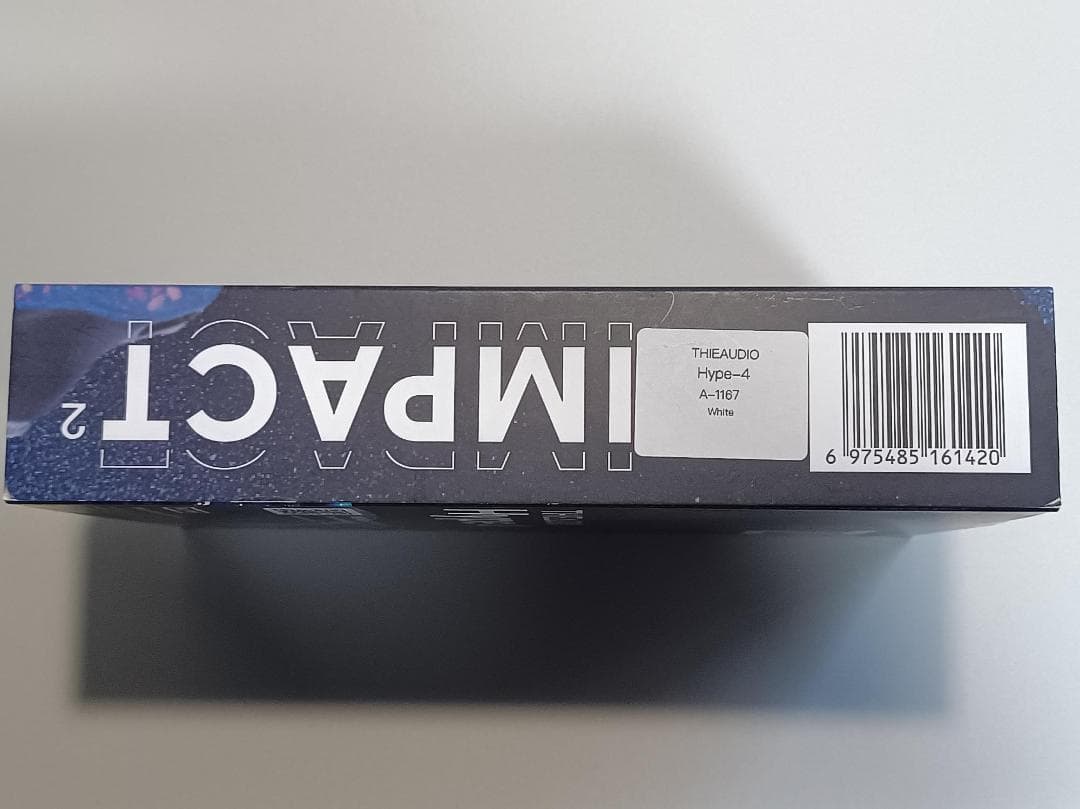 IMPACT²
THIEAUDIO
Hype-4
A-1167
White
6 975485 161420